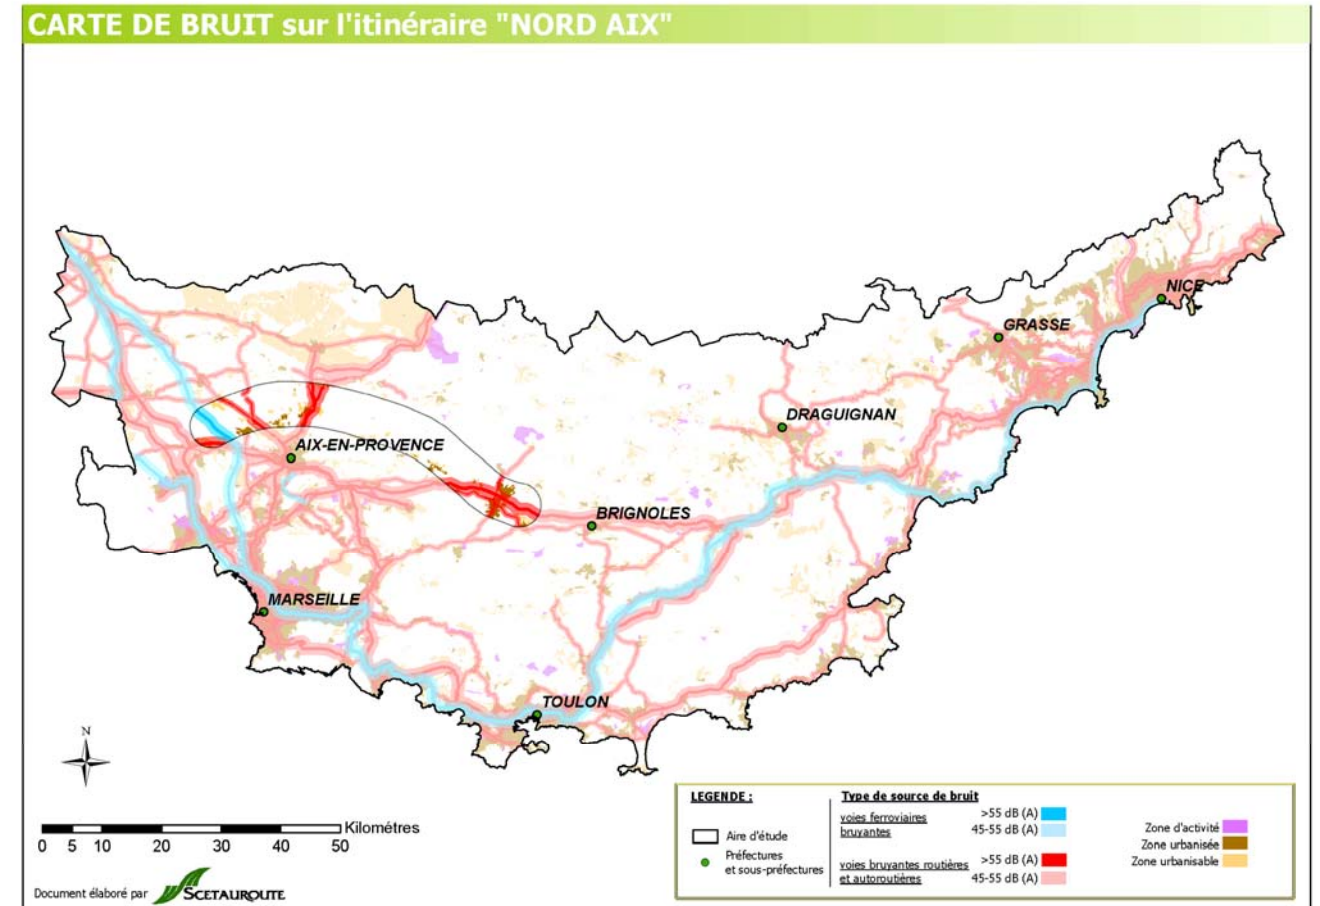 CARTE DE BRUIT sur l'itinéraire "NORD AIX"
NICE
GRASSE
DRAGUIGNAN
AIX-EN-PROVENCE
BRIGNOLES
MARSEILLE
TOULON
N
Kilomètres
0 5 10 20 30 40 50
Document élaboré par SCETAUROUTE
LEGENDE :
Aire d'étude
Préfectures
et sous-préfectures
Type de source de bruit
voies ferroviaires
bruyantes
>55 dB (A)
45-55 dB (A)
voies bruyantes routières
et autoroutières
>55 dB (A)
45-55 dB (A)
Zone d'activité
Zone urbanisée
Zone urbanisable